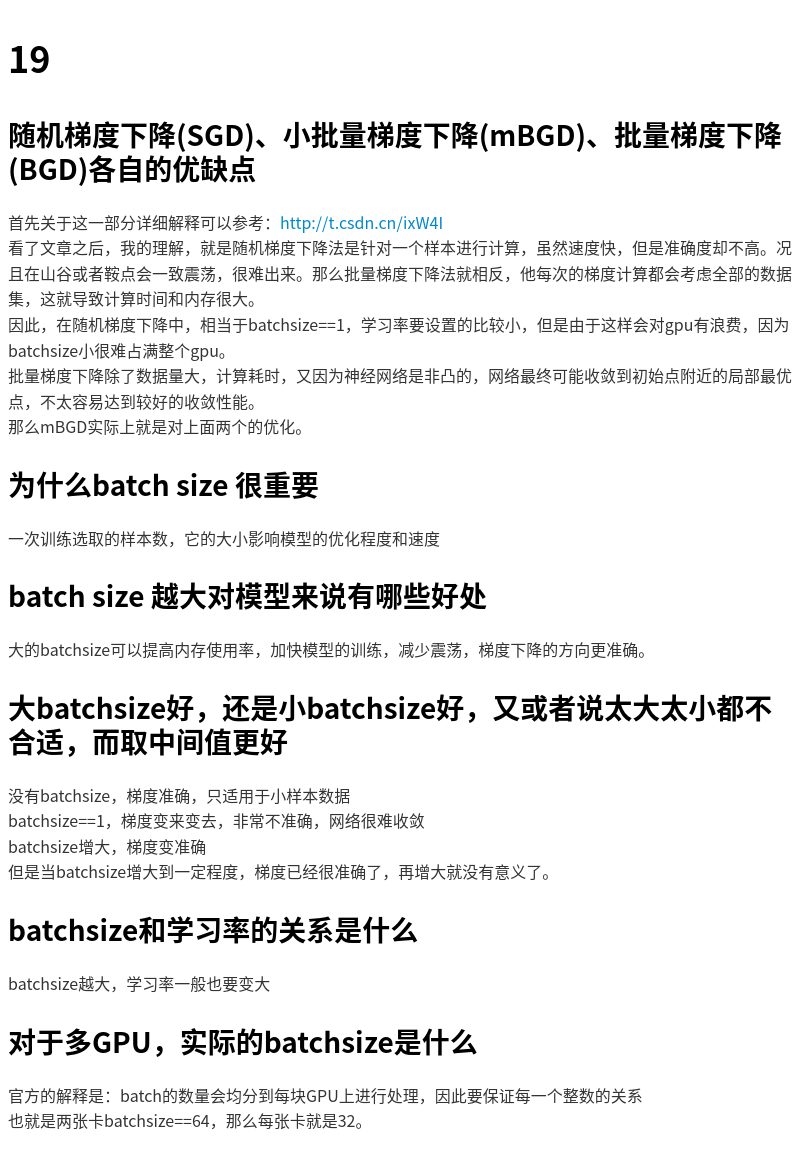 19
随机梯度下降(SGD)、小批量梯度下降(mBGD)、批量梯度下降
(BGD)各自的优缺点
首先关于这一部分详细解释可以参考：http://t.csdn.cn/ixW4I
看了文章之后，我的理解，就是随机梯度下降法是针对一个样本进行计算，虽然速度快，但是准确度却不高。况
且在山谷或者鞍点会一致震荡，很难出来。那么批量梯度下降法就相反，他每次的梯度计算都会考虑全部的数据
集，这就导致计算时间和内存很大。
因此，在随机梯度下降中，相当于batchsize==1，学习率要设置的比较小，但是由于这样会对gpu有浪费，因为
batchsize小很难占满整个gpu。
批量梯度下降除了数据量大，计算耗时，又因为神经网络是非凸的，网络最终可能收敛到初始点附近的局部最优
点，不太容易达到较好的收敛性能。
那么mBGD实际上就是对上面两个的优化。
为什么batch size 很重要
一次训练选取的样本数，它的大小影响模型的优化程度和速度
batch size 越大对模型来说有哪些好处
大的batchsize可以提高内存使用率，加快模型的训练，减少震荡，梯度下降的方向更准确。
大batchsize好，还是小batchsize好，又或者说太大太小都不
合适，而取中间值更好
没有batchsize，梯度准确，只适用于小样本数据
batchsize==1，梯度变来变去，非常不准确，网络很难收敛
batchsize增大，梯度变准确
但是当batchsize增大到一定程度，梯度已经很准确了，再增大就没有意义了。
batchsize和学习率的关系是什么
batchsize越大，学习率一般也要变大
对于多GPU，实际的batchsize是什么
官方的解释是：batch的数量会均分到每块GPU上进行处理，因此要保证每一个整数的关系
也就是两张卡batchsize==64，那么每张卡就是32。